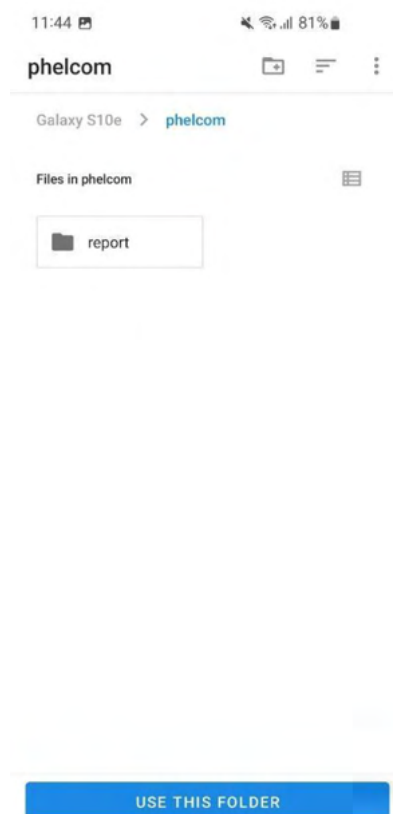 11:44 81%
phelcom
Galaxy S10e > phelcom
Files in phelcom
report
USE THIS FOLDER